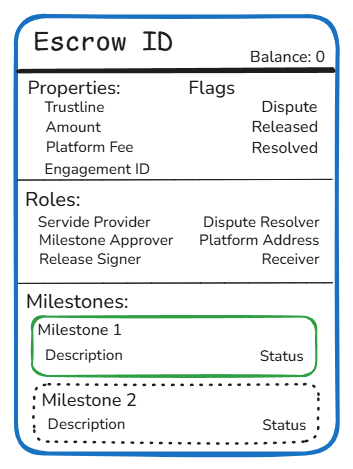 Escrow ID
Balance: 0
Properties: Flags
Trustline Dispute
Amount Released
Platform Fee Resolved
Engagement ID
Roles:
Servide Provider Dispute Resolver
Milestone Approver Platform Address
Release Signer Receiver
Milestones:
Milestone 1
Description Status
Milestone 2
Description Status